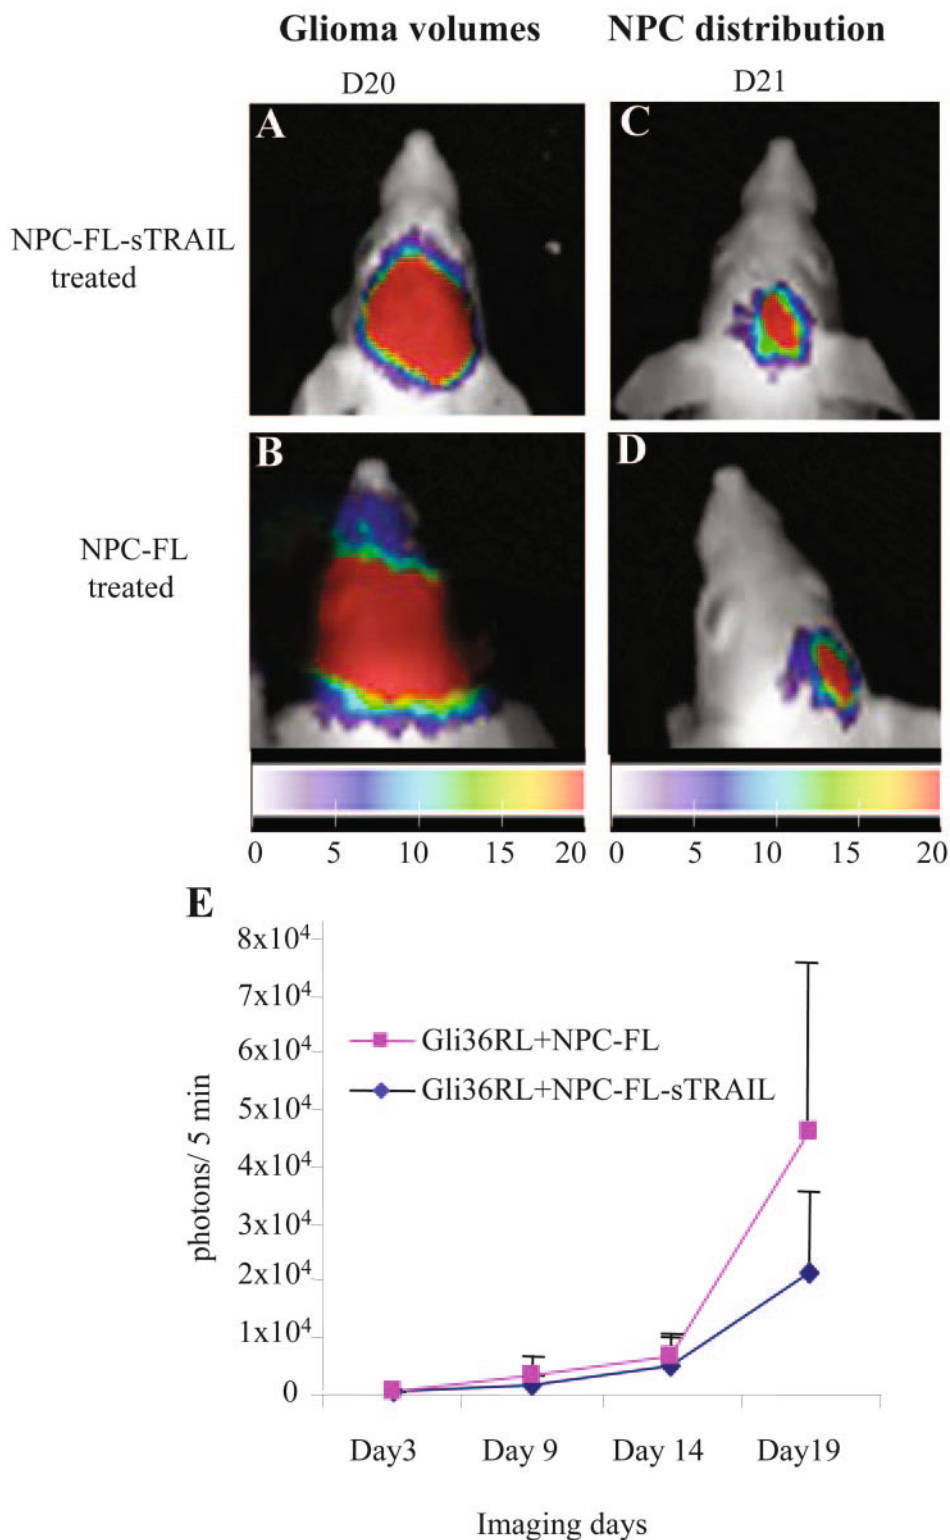 Glioma volumes NPC distribution
D20 D21
A C
NPC-FL-sTRAIL
treated
B D
NPC-FL
treated
0 5 10 15 20 0 5 10 15 20
E
8x10⁴
7x10⁴
6x10⁴
5x10⁴
4x10⁴
3x10⁴
2x10⁴
1x10⁴
0
photons/ 5 min
Gli36RL+NPC-FL
Gli36RL+NPC-FL-sTRAIL
Day3 Day 9 Day 14 Day19
Imaging days